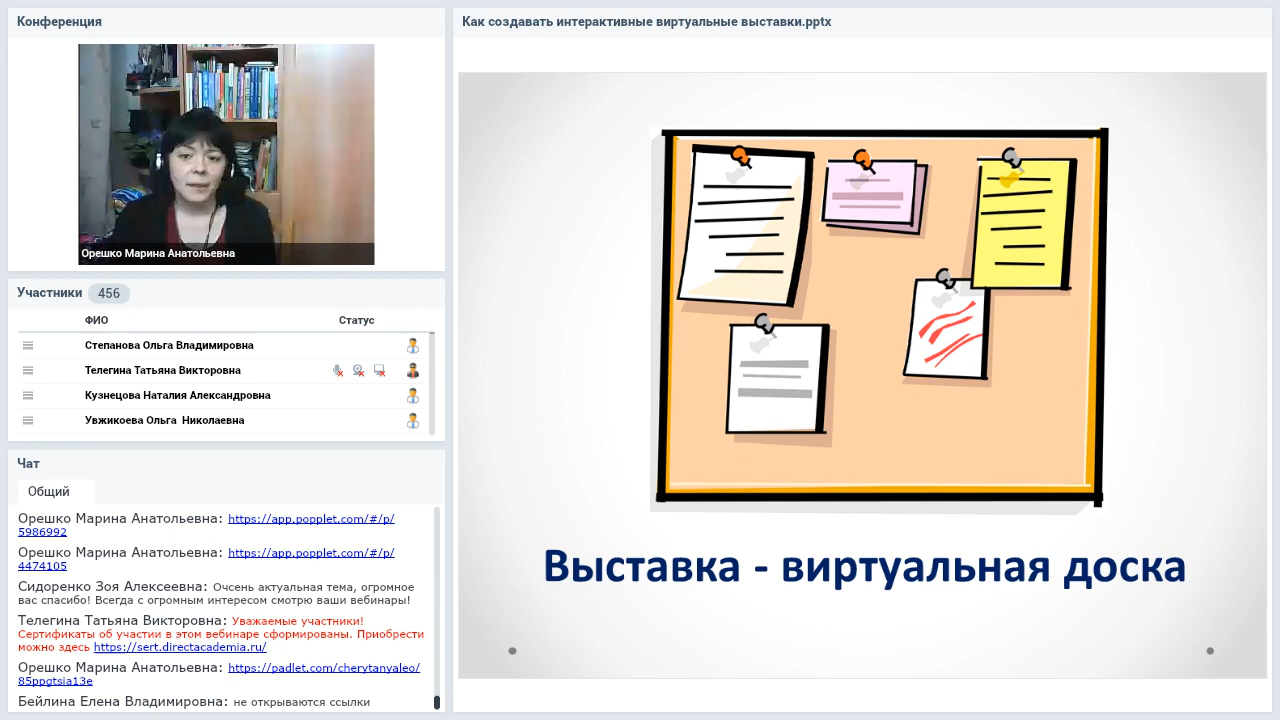 Конференция
Орешко Марина Анатольевна
Участники 456
ФИО Статус
Степанова Ольга Владимировна
Телегина Татьяна Викторовна
Кузнецова Наталия Александровна
Увжикоева Ольга Николаевна
Чат
Общий
Орешко Марина Анатольевна: https://app.popplet.com/#/p/
5986992
Орешко Марина Анатольевна: https://app.popplet.com/#/p/
4474105
Сидоренко Зоя Алексеевна: Очсень актуальная тема, огромное
вас спасибо! Всегда с огромным интересом смотрю ваши вебинары!
Телегина Татьяна Викторовна: Уважаемые участники!
Сертификаты об участии в этом вебинаре сформированы. Приобрести
можно здесь https://sert.directacademia.ru/
Орешко Марина Анатольевна: https://padlet.com/cherytanyaleo/
85ppgtsia13e
Бейлина Елена Владимировна: не открываются ссылки
Как создавать интерактивные виртуальные выставки.pptx
Выставка - виртуальная доска